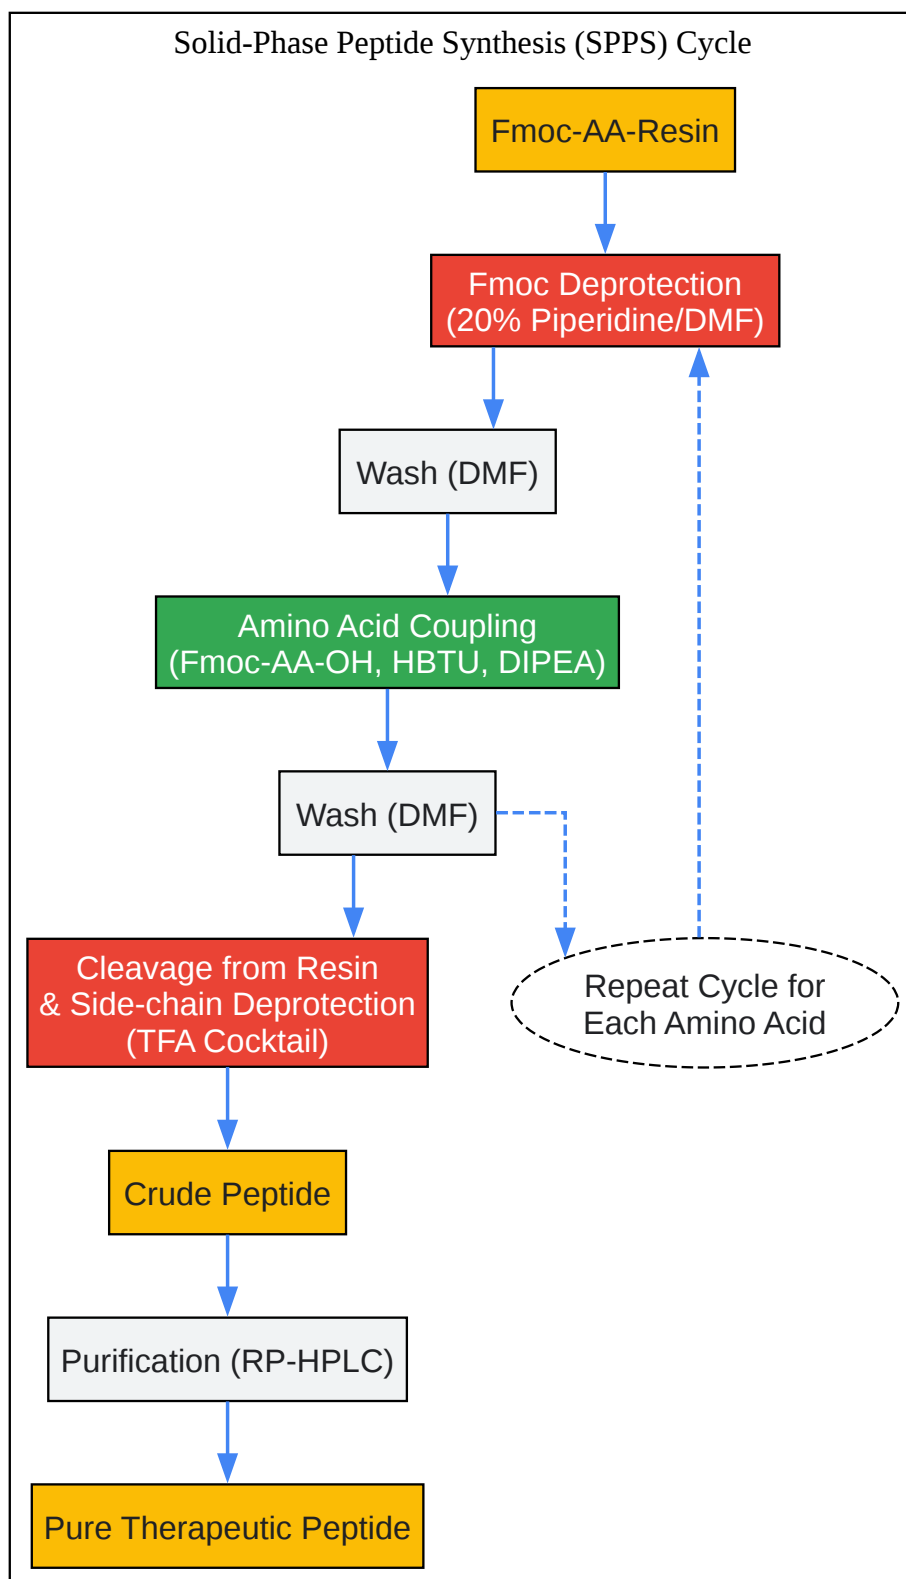 Solid-Phase Peptide Synthesis (SPPS) Cycle
Fmoc-AA-Resin
Fmoc Deprotection
(20% Piperidine/DMF)
Wash (DMF)
Amino Acid Coupling
(Fmoc-AA-OH, HBTU, DIPEA)
Wash (DMF)
Cleavage from Resin
& Side-chain Deprotection
(TFA Cocktail)
Repeat Cycle for
Each Amino Acid
Crude Peptide
Purification (RP-HPLC)
Pure Therapeutic Peptide